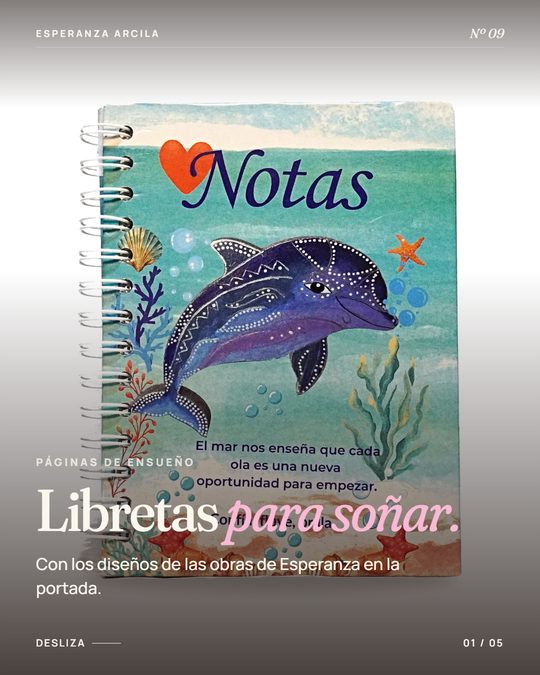 ESPERANZA ARCILA
Nº 09
Notas
El mar nos enseña que cada
ola es una nueva
oportunidad para empezar.
PÁGINAS DE ENSUEÑO
Libretas para soñar.
Con los diseños de las obras de Esperanza en la
portada.
DESLIZA
01 / 05